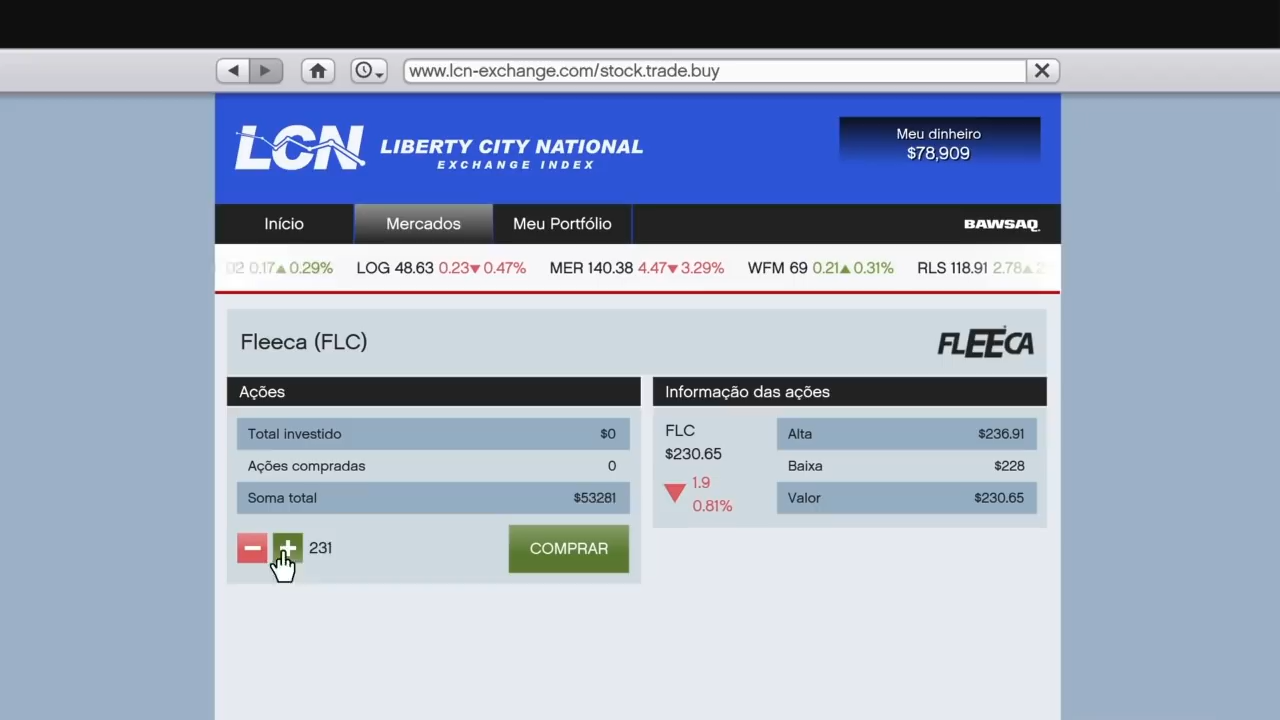 www.lcn-exchange.com/stock.trade.buy
LCN LIBERTY CITY NATIONAL
EXCHANGE INDEX
Meu dinheiro
$78,909
Início Mercados Meu Portfólio BAWSAQ
0.17▲0.29% LOG 48.63 0.23▼0.47% MER 140.38 4.47▼3.29% WFM 69 0.21▲0.31% RLS 118.91 2.78▲
Fleeca (FLC) FLEECA
Ações
Total investido $0
Ações compradas 0
Soma total $53281
231 COMPRAR
Informação das ações
FLC
$230.65
1.9
0.81%
Alta $236.91
Baixa $228
Valor $230.65